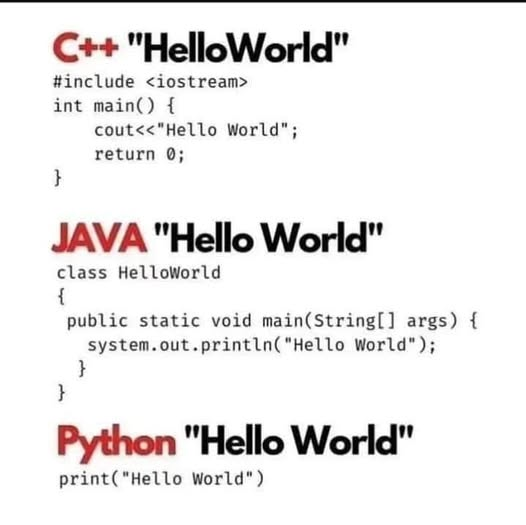 C++ "HelloWorld"
#include <iostream>
int main() {
    cout<<"Hello World";
    return 0;
}
JAVA "Hello World"
class HelloWorld
{
 public static void main(String[] args) {
   system.out.println("Hello World");
  }
}
Python "Hello World"
print("Hello World")